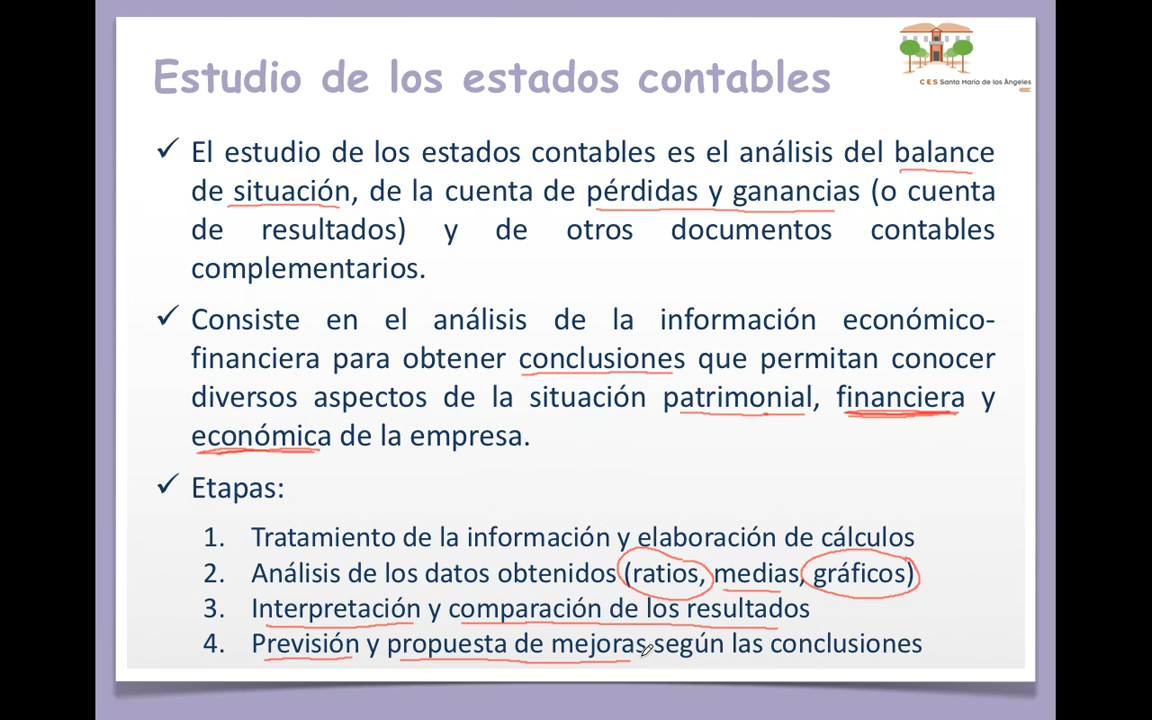 C E S Santa María de los Ángeles
Estudio de los estados contables
✓ El estudio de los estados contables es el análisis del balance
de situación, de la cuenta de pérdidas y ganancias (o cuenta
de resultados) y de otros documentos contables
complementarios.
✓ Consiste en el análisis de la información económico-
financiera para obtener conclusiones que permitan conocer
diversos aspectos de la situación patrimonial, financiera y
económica de la empresa.
✓ Etapas:
1. Tratamiento de la información y elaboración de cálculos
2. Análisis de los datos obtenidos (ratios, medias, gráficos)
3. Interpretación y comparación de los resultados
4. Previsión y propuesta de mejoras según las conclusiones